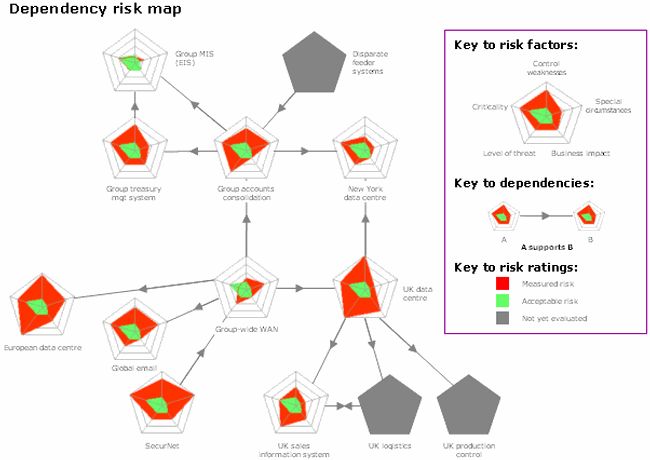 Dependency risk map
Group MIS
(EIS)
Disparate
feeder
systems
Group treasury
mgt system
Group accounts
consolidation
New York
data centre
European data centre
Global email
Group-wide WAN
UK data
centre
SecurNet
UK sales
information system
UK logistics
UK production
control
Key to risk factors:
Control
weaknesses
Criticality
Special
circumstances
Level of threat
Business impact
Key to dependencies:
A
B
A supports B
Key to risk ratings:
Measured risk
Acceptable risk
Not yet evaluated